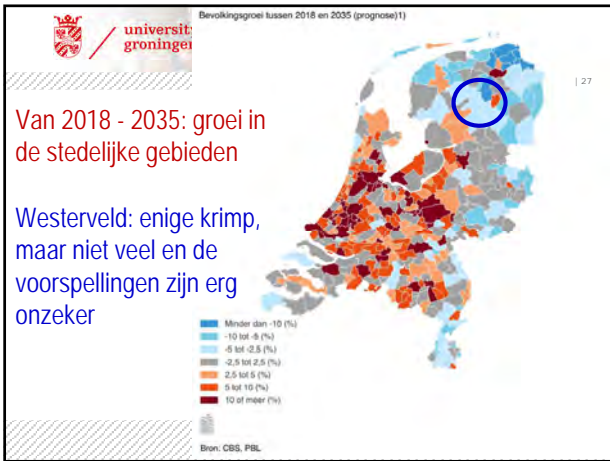 Bevolkingsgroei tussen 2018 en 2035 (prognose)1)
universit
groningen
| 27
Van 2018 - 2035: groei in
de stedelijke gebieden
Westerveld: enige krimp,
maar niet veel en de
voorspellingen zijn erg
onzeker
Minder dan -10 (%)
-10 tot -5 (%)
-5 tot -2,5 (%)
-2,5 tot 2,5 (%)
2,5 tot 5 (%)
5 tot 10 (%)
10 of meer (%)
Bron: CBS, PBL